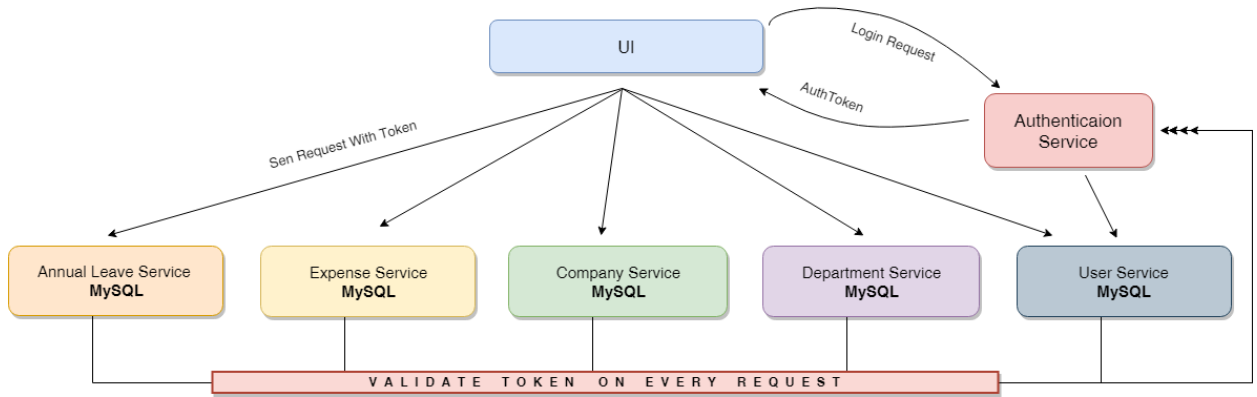 UI
Login Request
AuthToken
Authenticaion
Service
Sen Request With Token
Annual Leave Service
MySQL
Expense Service
MySQL
Company Service
MySQL
Department Service
MySQL
User Service
MySQL
VALIDATE TOKEN ON EVERY REQUEST